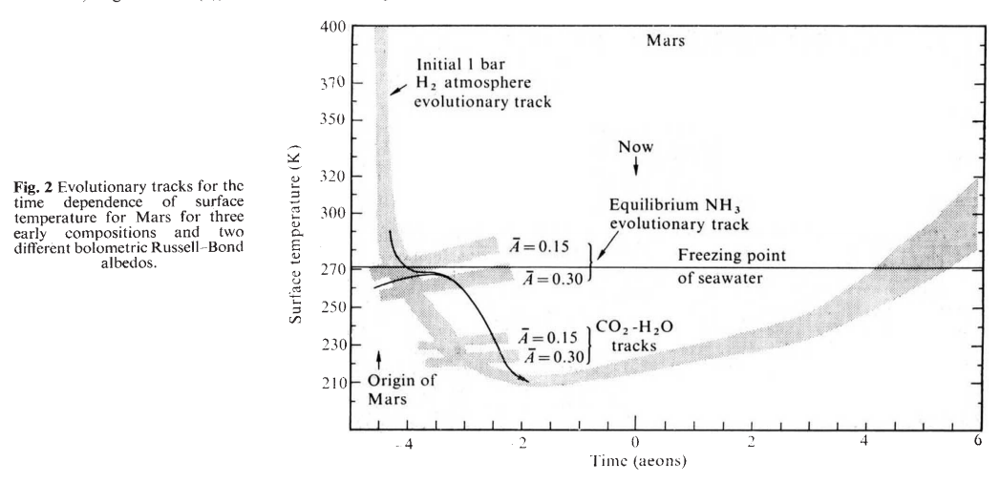 Fig. 2 Evolutionary tracks for the
time dependence of surface
temperature for Mars for three
early compositions and two
different bolometric Russell–Bond
albedos.
Mars
Initial 1 bar
H₂ atmosphere
evolutionary track
Now
Equilibrium NH₃
evolutionary track
Ā = 0.15
Ā = 0.30
Freezing point
of seawater
Ā = 0.15
Ā = 0.30
CO₂-H₂O
tracks
Origin of
Mars
Surface temperature (K)
400
370
350
320
300
270
250
230
210
-4
2
0
2
4
6
Time (aeons)